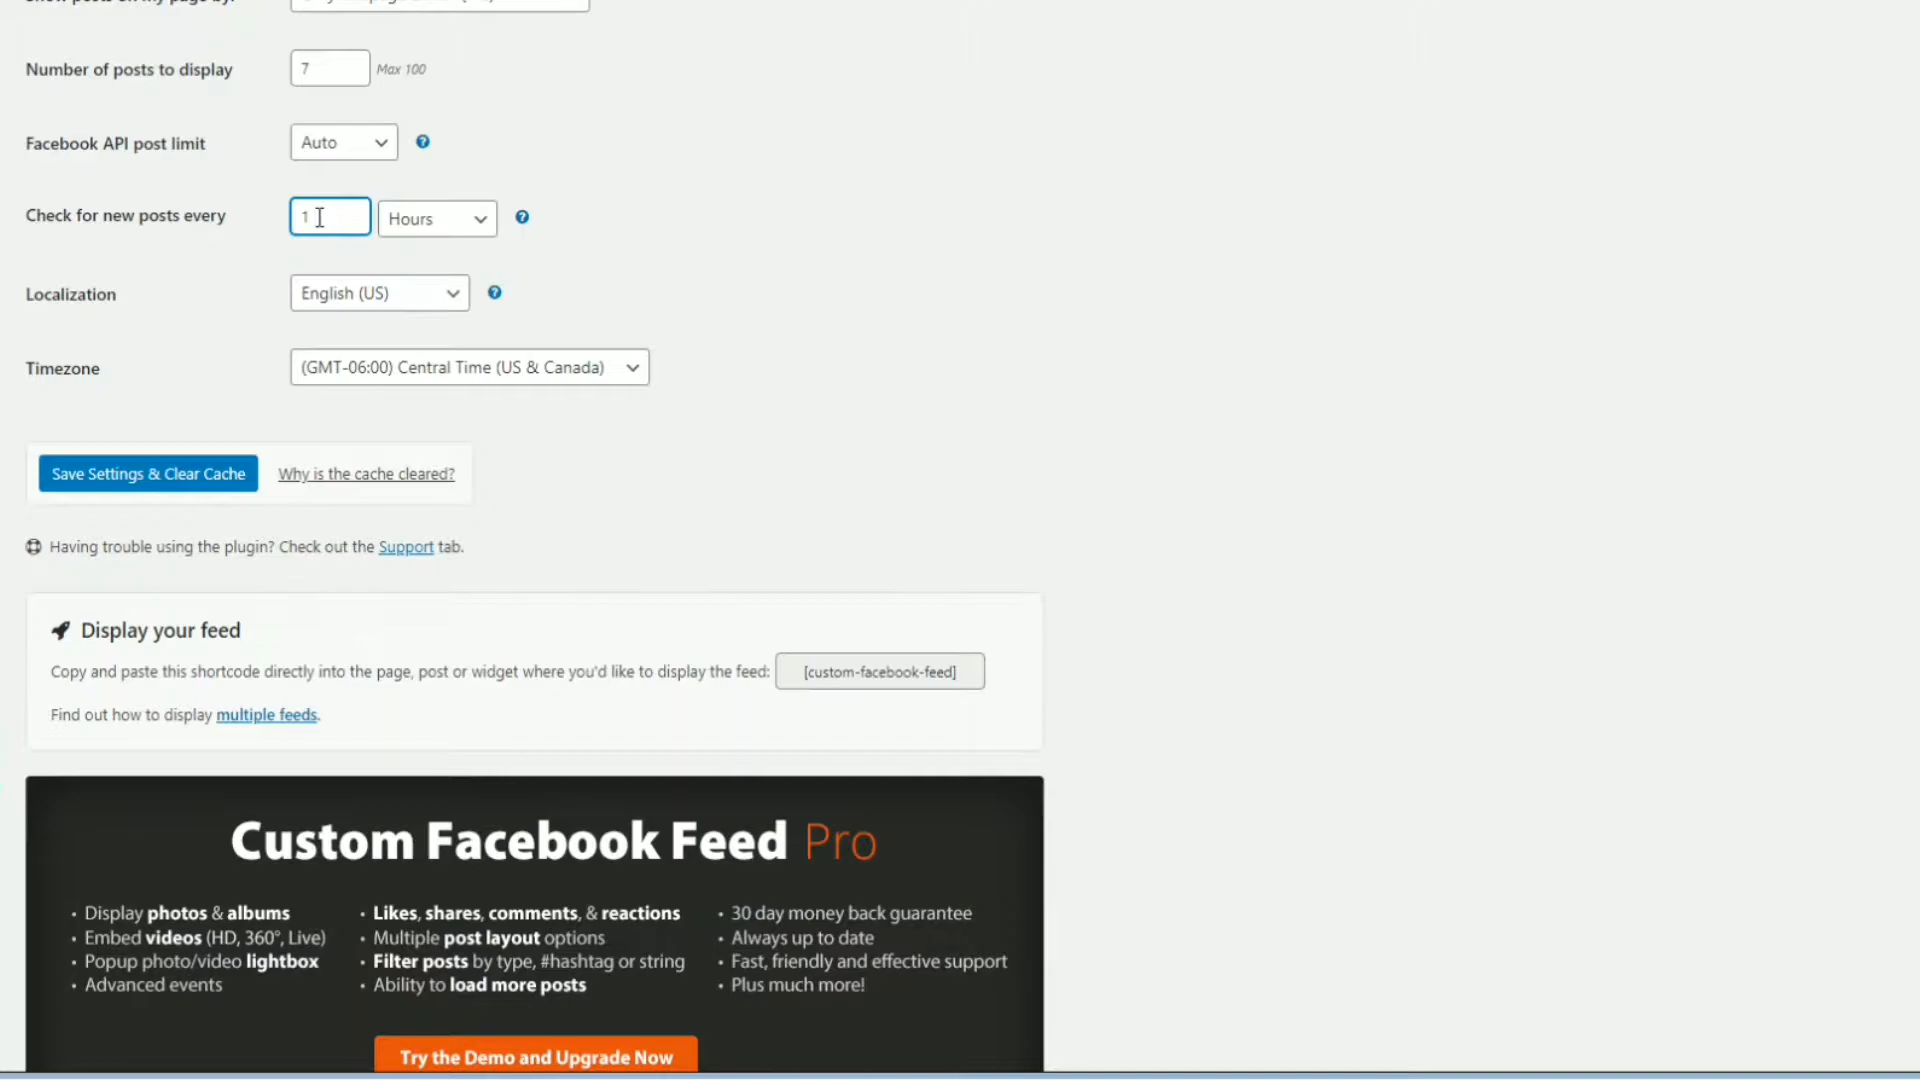 Number of posts to display 7 Max 100
Facebook API post limit Auto
Check for new posts every 1 Hours
Localization English (US)
Timezone (GMT-06:00) Central Time (US & Canada)
Save Settings & Clear Cache Why is the cache cleared?
Having trouble using the plugin? Check out the Support tab.
Display your feed
Copy and paste this shortcode directly into the page, post or widget where you'd like to display the feed: [custom-facebook-feed]
Find out how to display multiple feeds.
Custom Facebook Feed Pro
• Display photos & albums
• Embed videos (HD, 360°, Live)
• Popup photo/video lightbox
• Advanced events
• Likes, shares, comments, & reactions
• Multiple post layout options
• Filter posts by type, #hashtag or string
• Ability to load more posts
• 30 day money back guarantee
• Always up to date
• Fast, friendly and effective support
• Plus much more!
Try the Demo and Upgrade Now